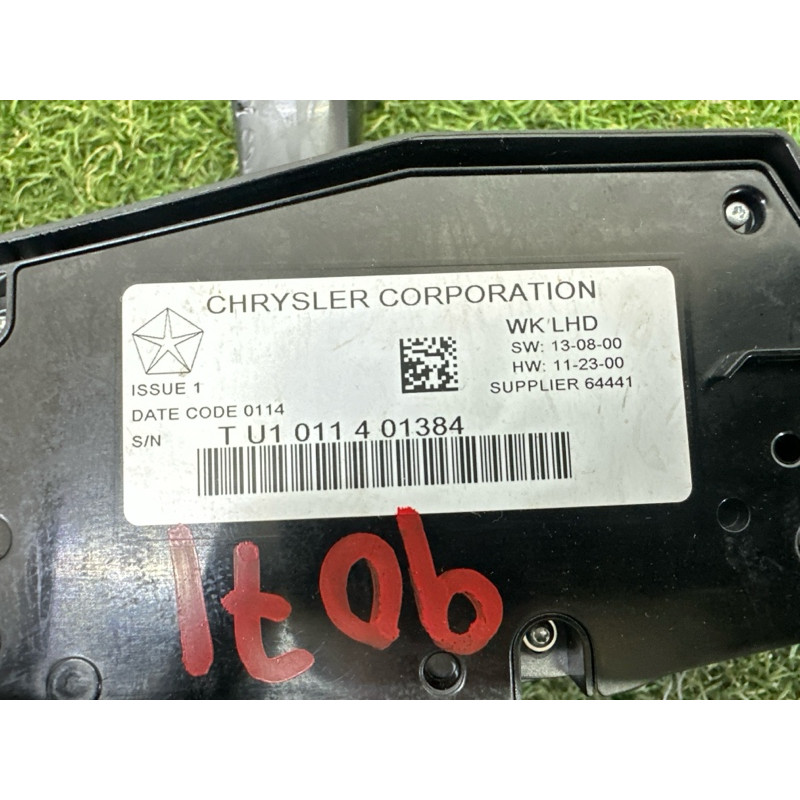 CHRYSLER CORPORATION
WK LHD
SW: 13-08-00
HW: 11-23-00
SUPPLIER 64441
ISSUE 1
DATE CODE 0114
S/N T U1 011 4 01384